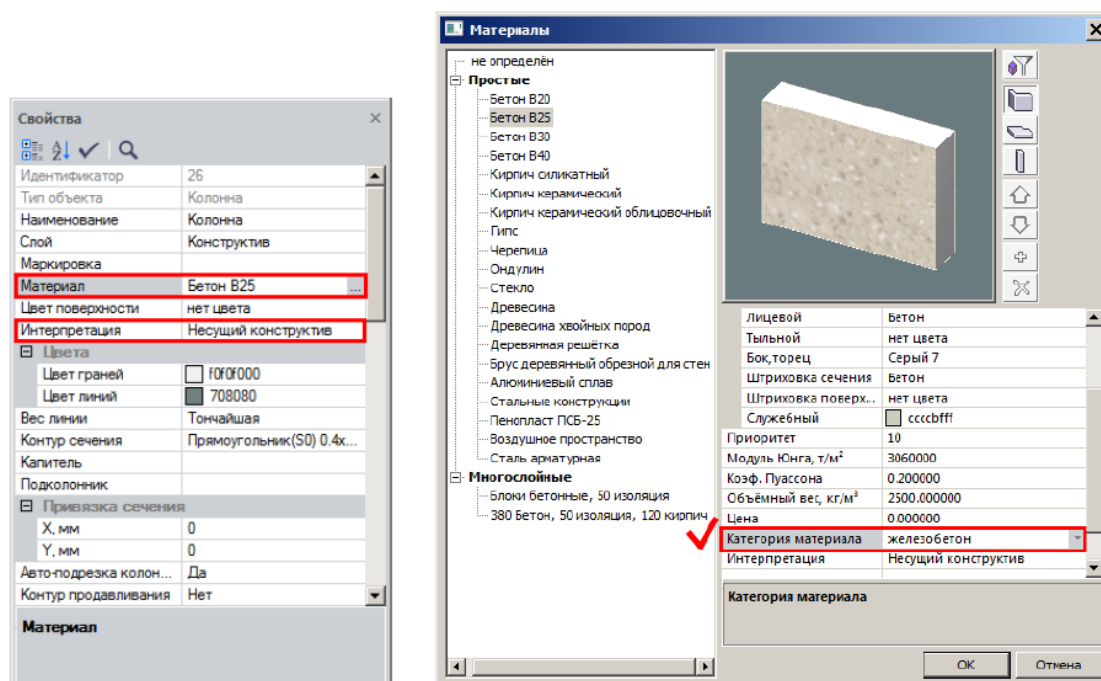 Свойства
Идентификатор 26
Тип объекта Колонна
Наименование Колонна
Слой Конструктив
Маркировка
Материал Бетон B25 ...
Цвет поверхности нет цвета
Интерпретация Несущий конструктив
Цвета
Цвет граней f0f0f000
Цвет линий 708080
Вес линии Тончайшая
Контур сечения Прямоугольник(S0) 0.4x...
Капитель
Подколонник
Привязка сечения
X, мм 0
Y, мм 0
Авто-подрезка колон... Да
Контур продавливания Нет
Материал
Материалы
не определён
Простые
Бетон B20
Бетон B25
Бетон B30
Бетон B40
Кирпич силикатный
Кирпич керамический
Кирпич керамический облицовочный
Гипс
Черепица
Ондулин
Стекло
Древесина
Древесина хвойных пород
Деревянная решётка
Брус деревянный обрезной для стен
Алюминиевый сплав
Стальные конструкции
Пенопласт ПСБ-25
Воздушное пространство
Сталь арматурная
Многослойные
Блоки бетонные, 50 изоляция
380 Бетон, 50 изоляция, 120 кирпич
Лицевой Бетон
Тыльной нет цвета
Бок,торец Серый 7
Штриховка сечения Бетон
Штриховка поверх... нет цвета
Служебный ccccbfff
Приоритет 10
Модуль Юнга, т/м² 3060000
Коэф. Пуассона 0.200000
Объёмный вес, кг/м³ 2500.000000
Цена 0.000000
Категория материала железобетон
Интерпретация Несущий конструктив
Категория материала
ОК Отмена